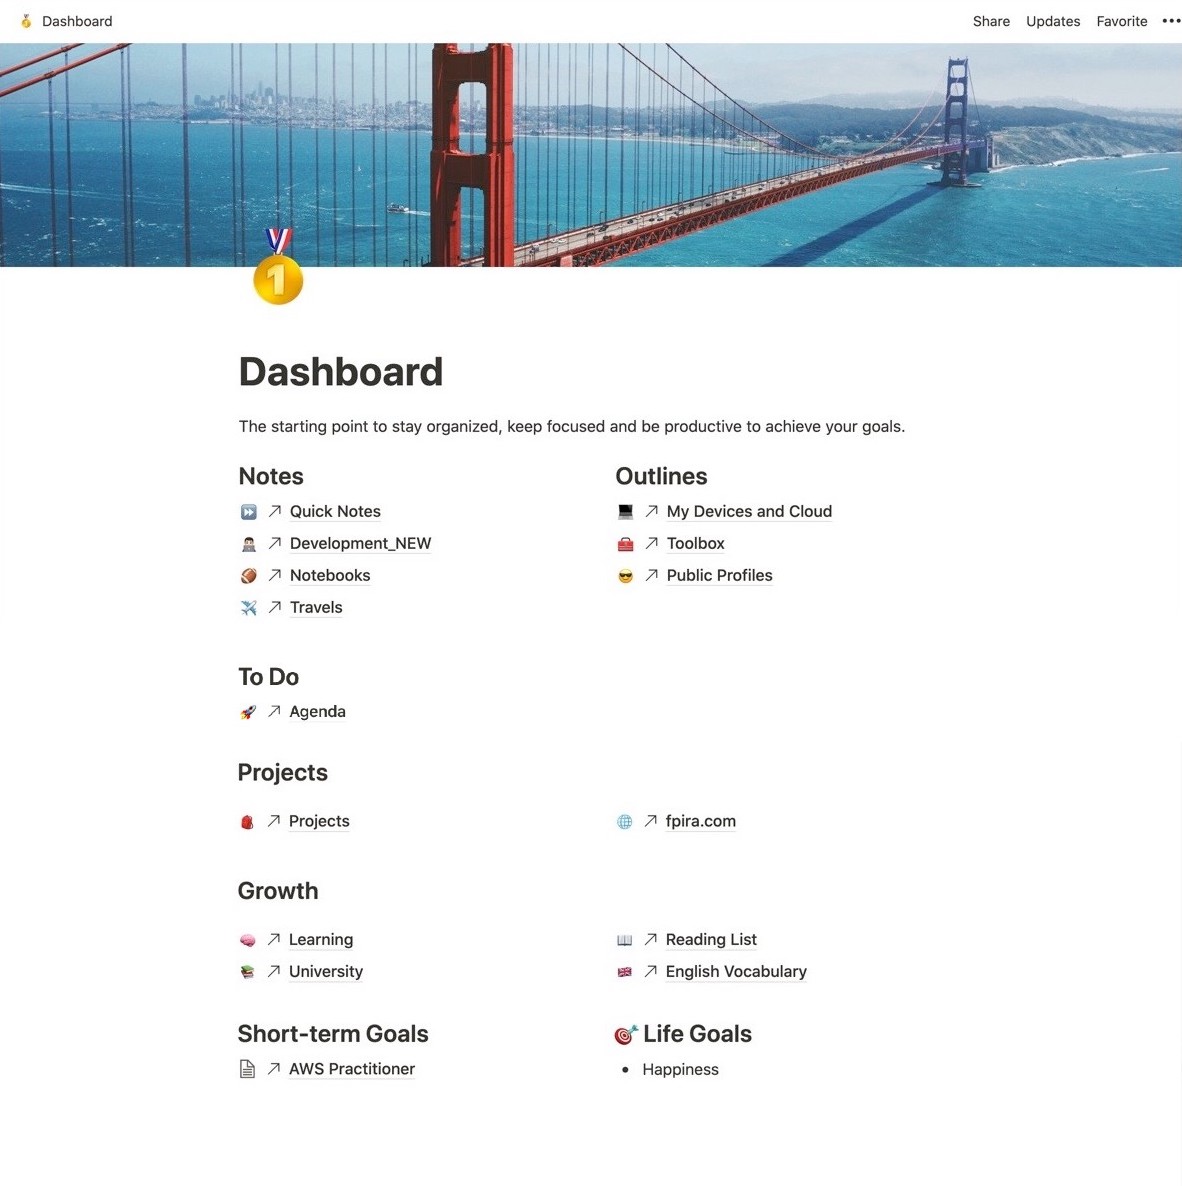 Dashboard
Share Updates Favorite
1
Dashboard
The starting point to stay organized, keep focused and be productive to achieve your goals.
Notes
Quick Notes
Development_NEW
Notebooks
Travels
Outlines
My Devices and Cloud
Toolbox
Public Profiles
To Do
Agenda
Projects
Projects
fpira.com
Growth
Learning
University
Reading List
English Vocabulary
Short-term Goals
AWS Practitioner
Life Goals
Happiness